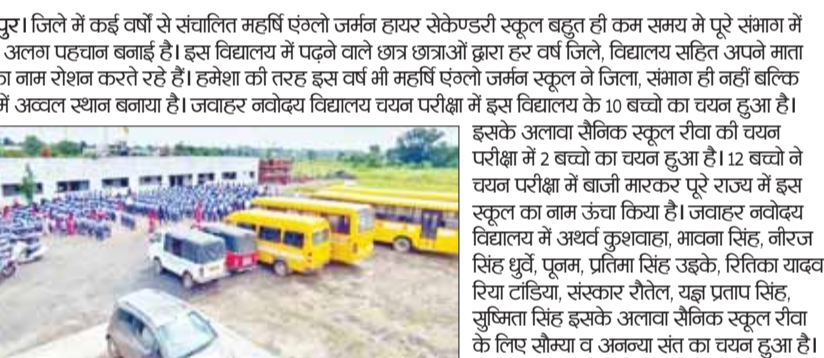 पुर। जिले में कई वर्षों से संचालित महर्षि एंग्लो जर्मन हायर सेकेण्डरी स्कूल बहुत ही कम समय मे पूरे संभाग में
अलग पहचान बनाई है। इस विद्यालय में पढ़ने वाले छात्र छात्राओं द्वारा हर वर्ष जिले, विद्यालय सहित अपने माता
का नाम रोशन करते रहे हैं। हमेशा की तरह इस वर्ष भी महर्षि एंग्लो जर्मन स्कूल ने जिला, संभाग ही नहीं बल्कि
में अव्वल स्थान बनाया है। जवाहर नवोदय विद्यालय चयन परीक्षा में इस विद्यालय के 10 बच्चो का चयन हुआ है।
इसके अलावा सैनिक स्कूल रीवा की चयन
परीक्षा में 2 बच्चो का चयन हुआ है। 12 बच्चो ने
चयन परीक्षा में बाजी मारकर पूरे राज्य में इस
स्कूल का नाम ऊंचा किया है। जवाहर नवोदय
विद्यालय में अथर्व कुशवाहा, भावना सिंह, नीरज
सिंह धुर्वे, पूनम, प्रतिमा सिंह उइके, रितिका यादव
रिया टांडिया, संस्कार रौतेल, यज्ञ प्रताप सिंह,
सुष्मिता सिंह इसके अलावा सैनिक स्कूल रीवा
के लिए सौम्या व अनन्या संत का चयन हुआ है।